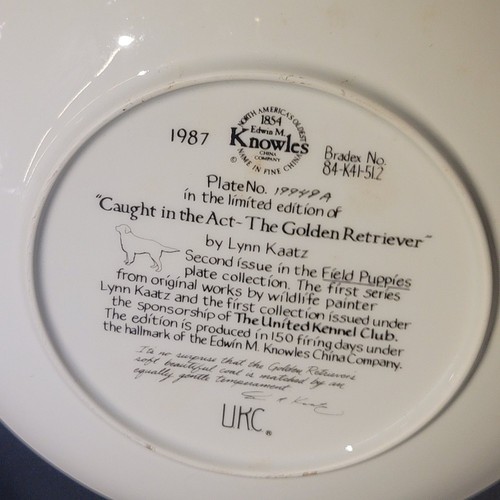 NORTH AMERICA'S OLDEST
1854
Edwin M.
Knowles
CHINA
COMPANY
NAME IN FINE CHINA
©
1987
Bradex No.
84-K41-5.12
Plate No. 19949A
in the limited edition of
"Caught in the Act- The Golden Retriever"
by Lynn Kaatz
Second issue in the Field Puppies
plate collection. The first series
from original works by wildlife painter
Lynn Kaatz and the first collection issued under
the sponsorship of The United Kennel Club.
The edition is produced in 150 firing days under
the hallmark of the Edwin M. Knowles China Company.
It's no surprise that the Golden Retriever's
soft beautiful coat is matched by an
equally gentle temperament.
Kaatz
UKC®